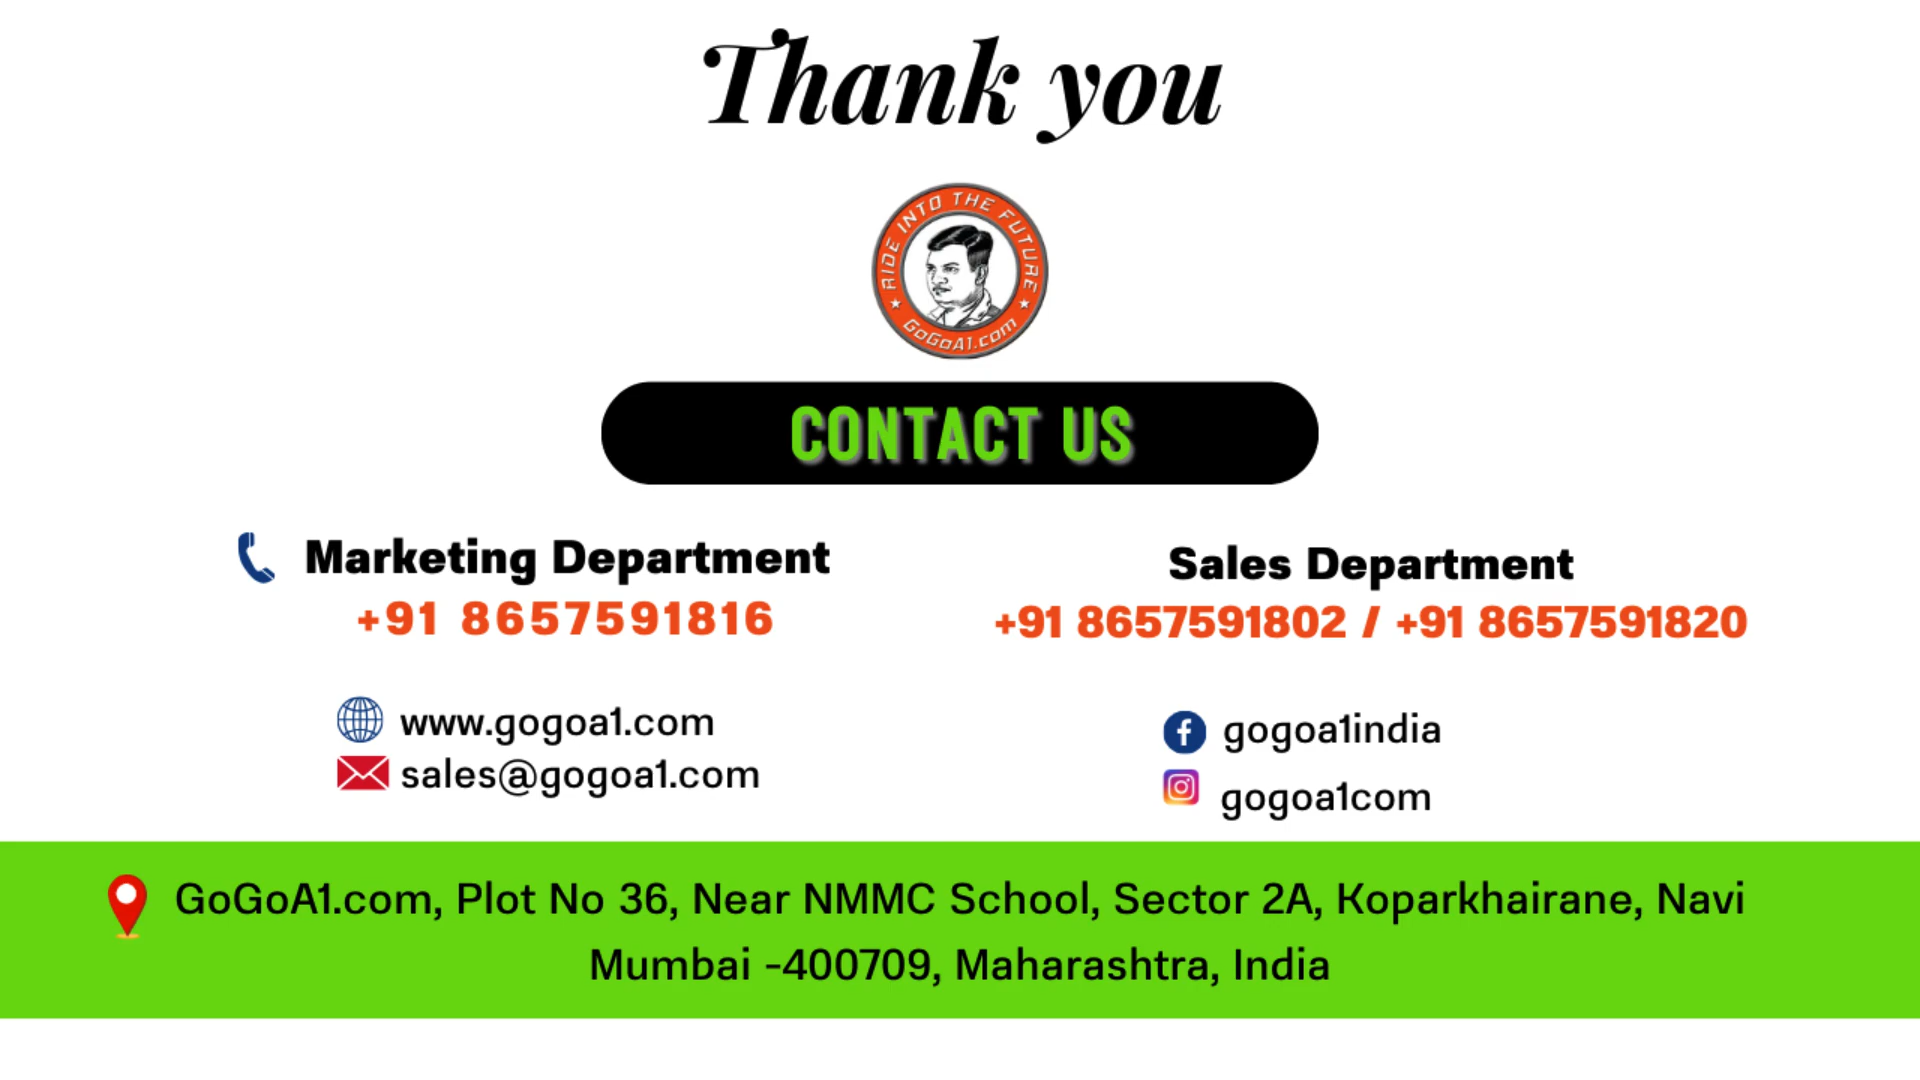 Thank you
RIDE INTO THE FUTURE
GoGoA1.com
CONTACT US
Marketing Department
+91 8657591816
Sales Department
+91 8657591802 / +91 8657591820
www.gogoa1.com
sales@gogoa1.com
gogoa1india
gogoa1com
GoGoA1.com, Plot No 36, Near NMMC School, Sector 2A, Koparkhairane, Navi
Mumbai -400709, Maharashtra, India